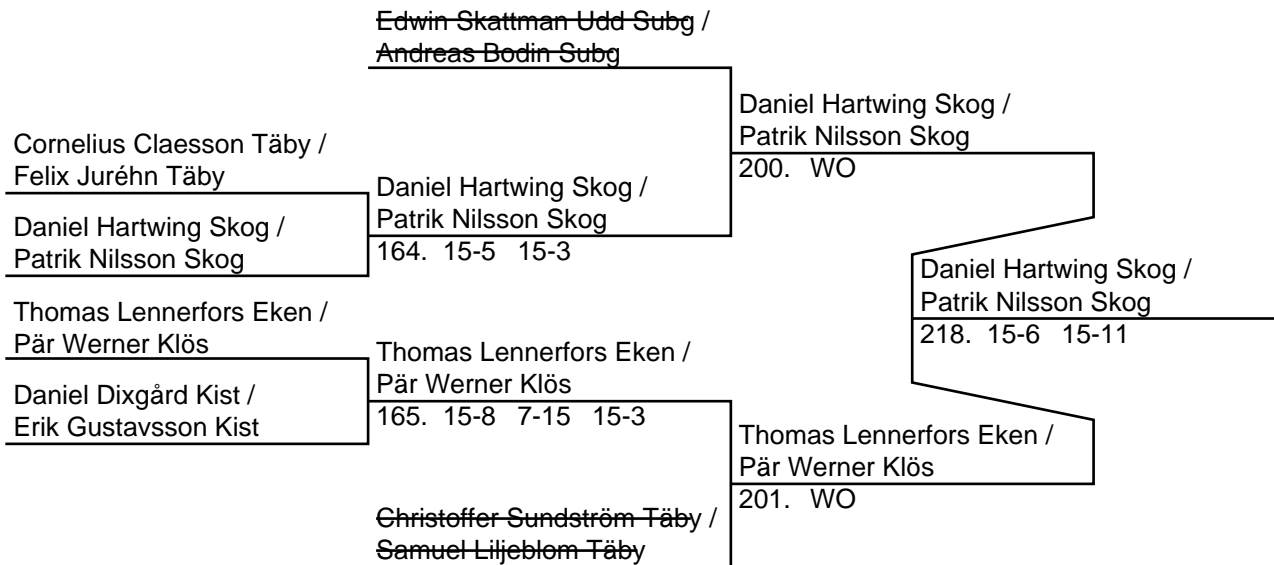 Edwin Skattman Udd Subg /
Andreas Bodin Subg
Daniel Hartwing Skog /
Patrik Nilsson Skog
200. WO
Cornelius Claesson Täby /
Felix Juréhn Täby
Daniel Hartwing Skog /
Patrik Nilsson Skog
164. 15-5 15-3
Daniel Hartwing Skog /
Patrik Nilsson Skog
Daniel Hartwing Skog /
Patrik Nilsson Skog
218. 15-6 15-11
Thomas Lennerfors Eken /
Pär Werner Klös
Thomas Lennerfors Eken /
Pär Werner Klös
165. 15-8 7-15 15-3
Daniel Dixgård Kist /
Erik Gustavsson Kist
Thomas Lennerfors Eken /
Pär Werner Klös
201. WO
Christoffer Sundström Täby /
Samuel Liljeblom Täby